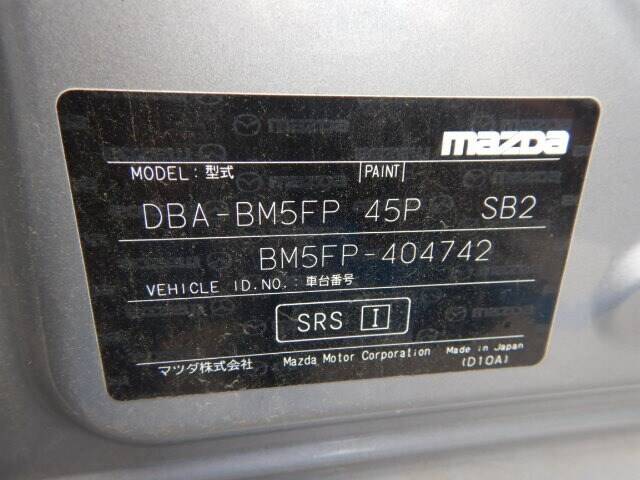 mazda
MODEL: 型式 PAINT
DBA-BM5FP 45P SB2
BM5FP-404742
VEHICLE ID.NO.: 車台番号
SRS I
マツダ株式会社 Mazda Motor Corporation Made in Japan
(D10A)